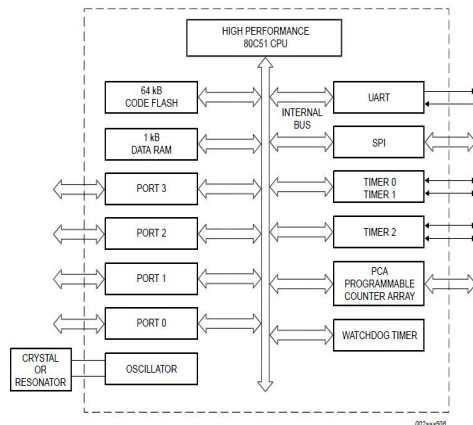 HIGH PERFORMANCE
80C51 CPU
64 kB
CODE FLASH
1 kB
DATA RAM
PORT 3
PORT 2
PORT 1
PORT 0
CRYSTAL
OR
RESONATOR
OSCILLATOR
INTERNAL
BUS
UART
SPI
TIMER 0
TIMER 1
TIMER 2
PCA
PROGRAMMABLE
COUNTER ARRAY
WATCHDOG TIMER